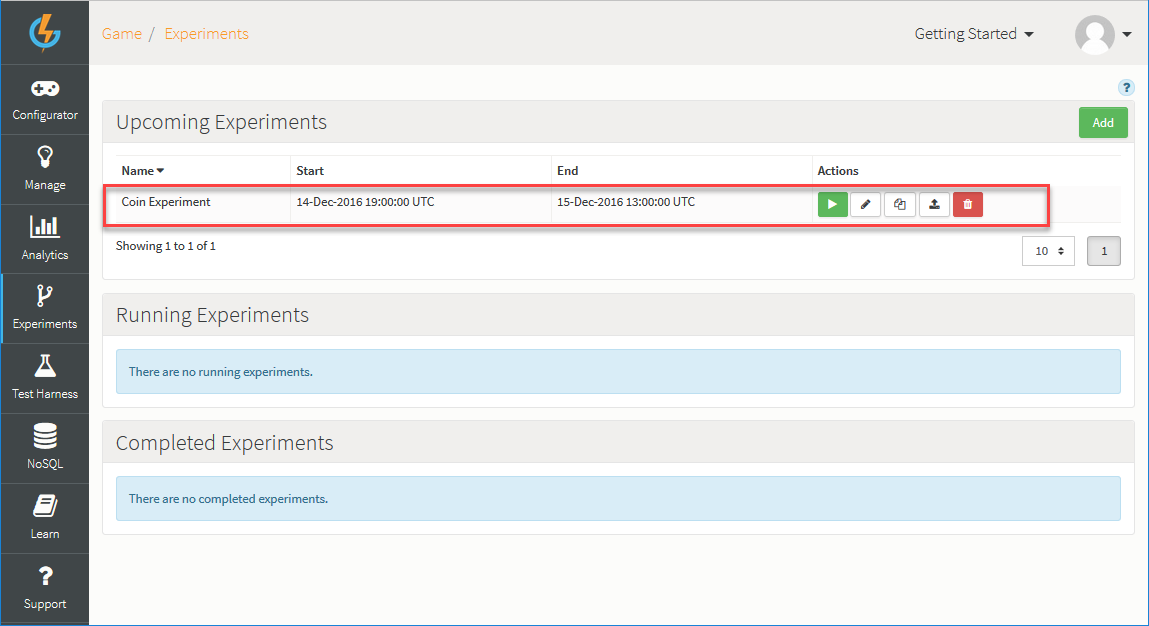 Game / Experiments
Getting Started
?
Configurator
Manage
Analytics
Experiments
Test Harness
NoSQL
Learn
?
Support
Upcoming Experiments
Add
Name Start End Actions
Coin Experiment 14-Dec-2016 19:00:00 UTC 15-Dec-2016 13:00:00 UTC
Showing 1 to 1 of 1
10 1
Running Experiments
There are no running experiments.
Completed Experiments
There are no completed experiments.